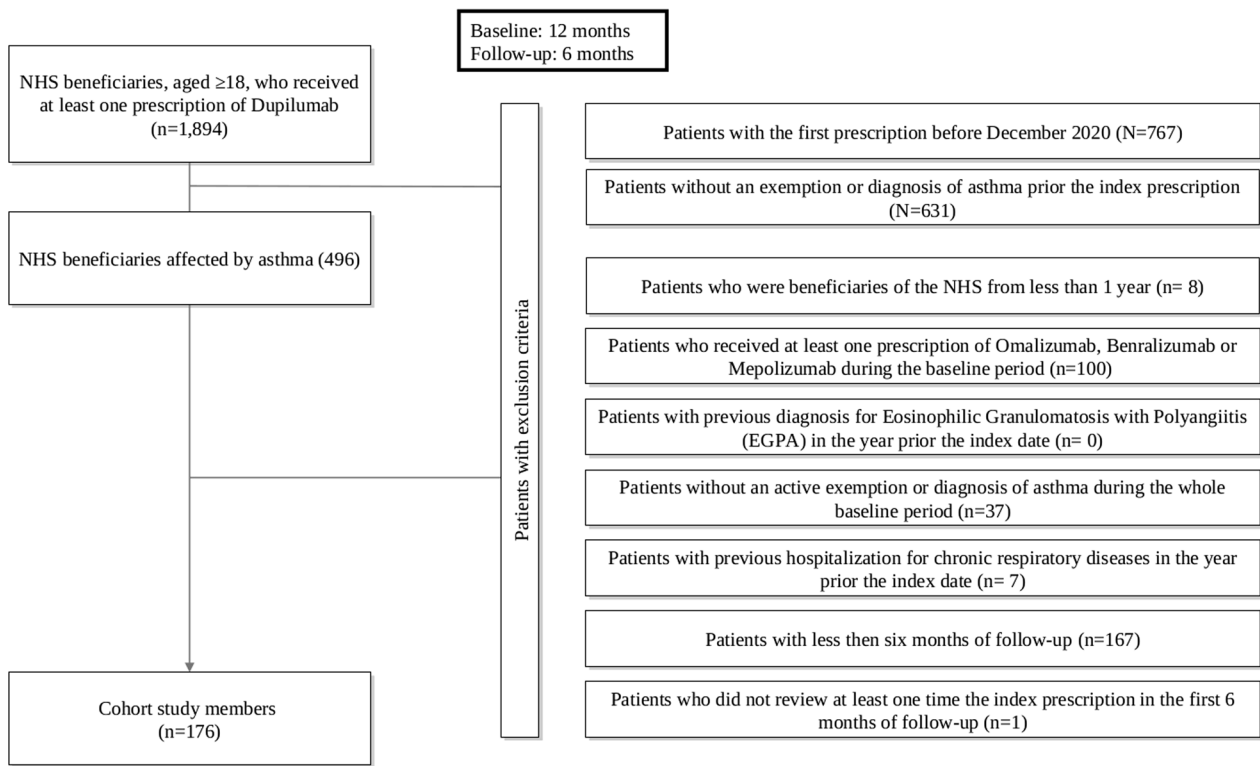 Baseline: 12 months
Follow-up: 6 months
NHS beneficiaries, aged ≥18, who received
at least one prescription of Dupilumab
(n=1,894)
NHS beneficiaries affected by asthma (496)
Cohort study members
(n=176)
Patients with exclusion criteria
Patients with the first prescription before December 2020 (N=767)
Patients without an exemption or diagnosis of asthma prior the index prescription
(N=631)
Patients who were beneficiaries of the NHS from less than 1 year (n= 8)
Patients who received at least one prescription of Omalizumab, Benralizumab or
Mepolizumab during the baseline period (n=100)
Patients with previous diagnosis for Eosinophilic Granulomatosis with Polyangiitis
(EGPA) in the year prior the index date (n= 0)
Patients without an active exemption or diagnosis of asthma during the whole
baseline period (n=37)
Patients with previous hospitalization for chronic respiratory diseases in the year
prior the index date (n= 7)
Patients with less then six months of follow-up (n=167)
Patients who did not review at least one time the index prescription in the first 6
months of follow-up (n=1)